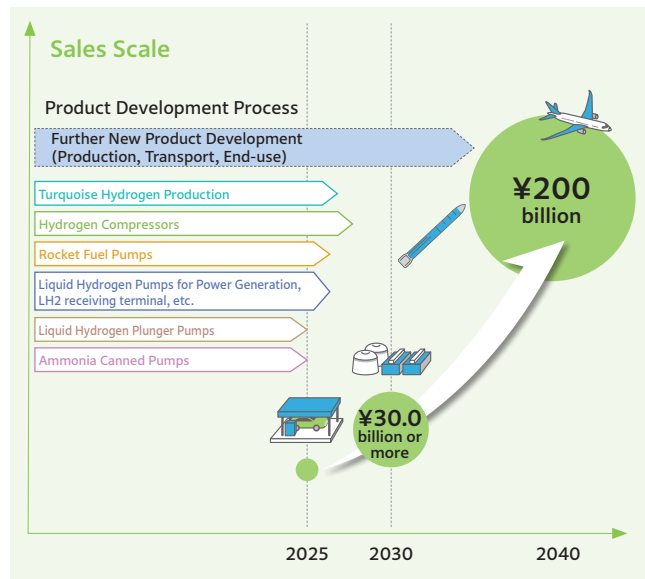 Sales Scale
Product Development Process
Further New Product Development
(Production, Transport, End-use)
Turquoise Hydrogen Production
Hydrogen Compressors
Rocket Fuel Pumps
Liquid Hydrogen Pumps for Power Generation,
LH2 receiving terminal, etc.
Liquid Hydrogen Plunger Pumps
Ammonia Canned Pumps
¥200
billion
¥30.0
billion or
more
2025
2030
2040